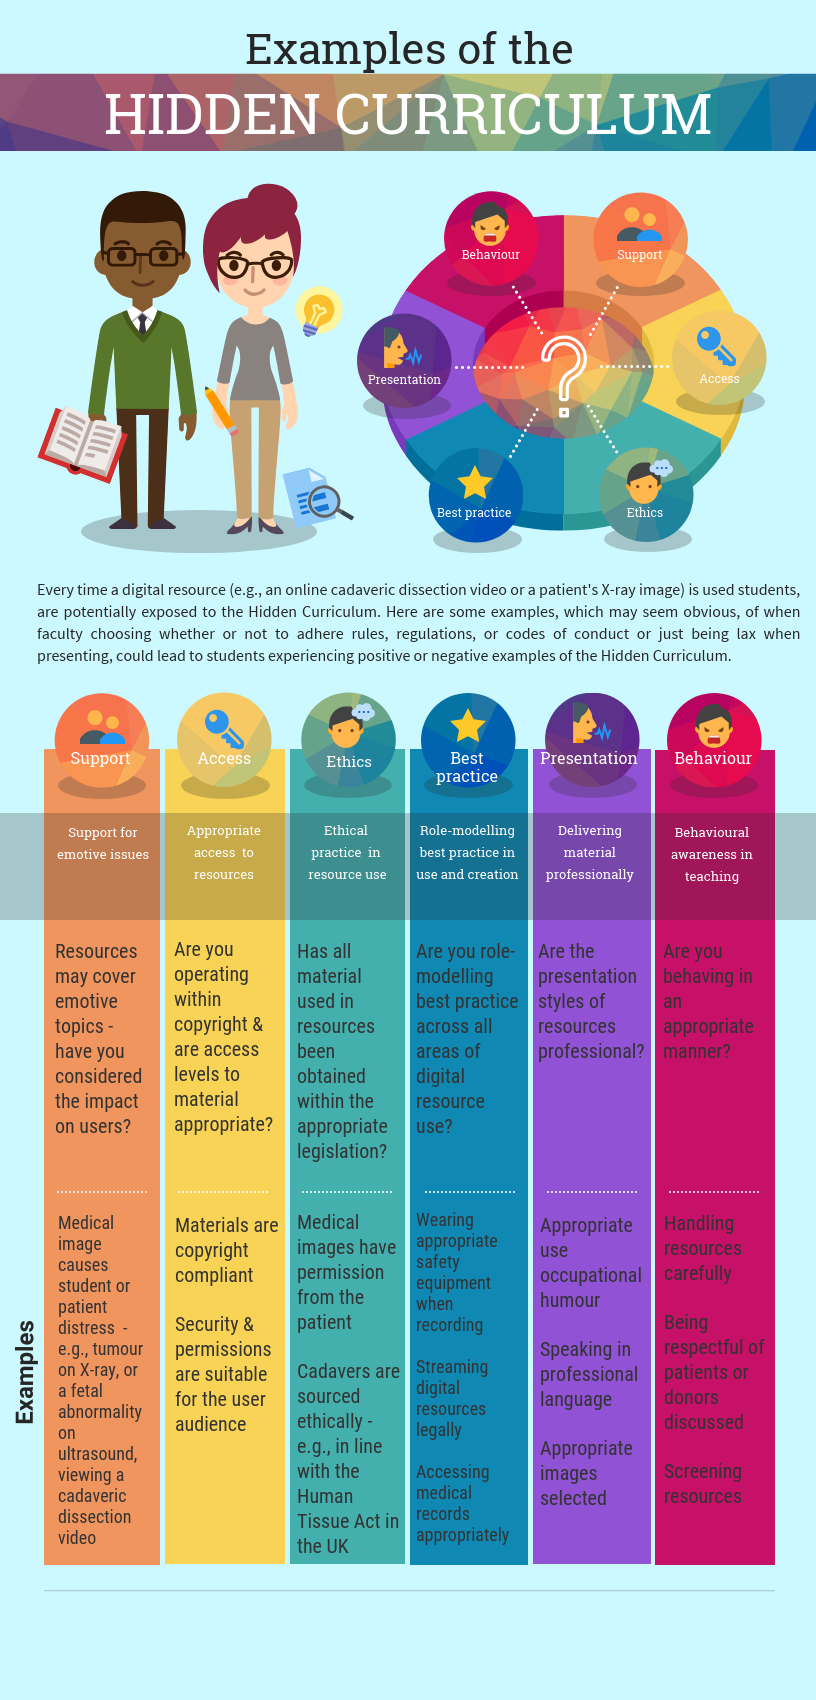 Examples of the
HIDDEN CURRICULUM
Behaviour
Support
Presentation
Access
Best practice
Ethics
?
Every time a digital resource (e.g., an online cadaveric dissection video or a patient's X-ray image) is used students,
are potentially exposed to the Hidden Curriculum. Here are some examples, which may seem obvious, of when
faculty choosing whether or not to adhere rules, regulations, or codes of conduct or just being lax when
presenting, could lead to students experiencing positive or negative examples of the Hidden Curriculum.
Support
Support for
emotive issues
Resources
may cover
emotive
topics -
have you
considered
the impact
on users?
Access
Appropriate
access to
resources
Are you
operating
within
copyright &
are access
levels to
material
appropriate?
Ethics
Ethical
practice in
resource use
Has all
material
used in
resources
been
obtained
within the
appropriate
legislation?
Best
practice
Role-modelling
best practice in
use and creation
Are you role-
modelling
best practice
across all
areas of
digital
resource
use?
Presentation
Delivering
material
professionally
Are the
presentation
styles of
resources
professional?
Behaviour
Behavioural
awareness in
teaching
Are you
behaving in
an
appropriate
manner?
Examples
Medical
image
causes
student or
patient
distress -
e.g., tumour
on X-ray, or
a fetal
abnormality
on
ultrasound,
viewing a
cadaveric
dissection
video
Materials are
copyright
compliant
Security &
permissions
are suitable
for the user
audience
Medical
images have
permission
from the
patient
Cadavers are
sourced
ethically -
e.g., in line
with the
Human
Tissue Act in
the UK
Wearing
appropriate
safety
equipment
when
recording
Streaming
digital
resources
legally
Accessing
medical
records
appropriately
Appropriate
use
occupational
humour
Speaking in
professional
language
Appropriate
images
selected
Handling
resources
carefully
Being
respectful of
patients or
donors
discussed
Screening
resources